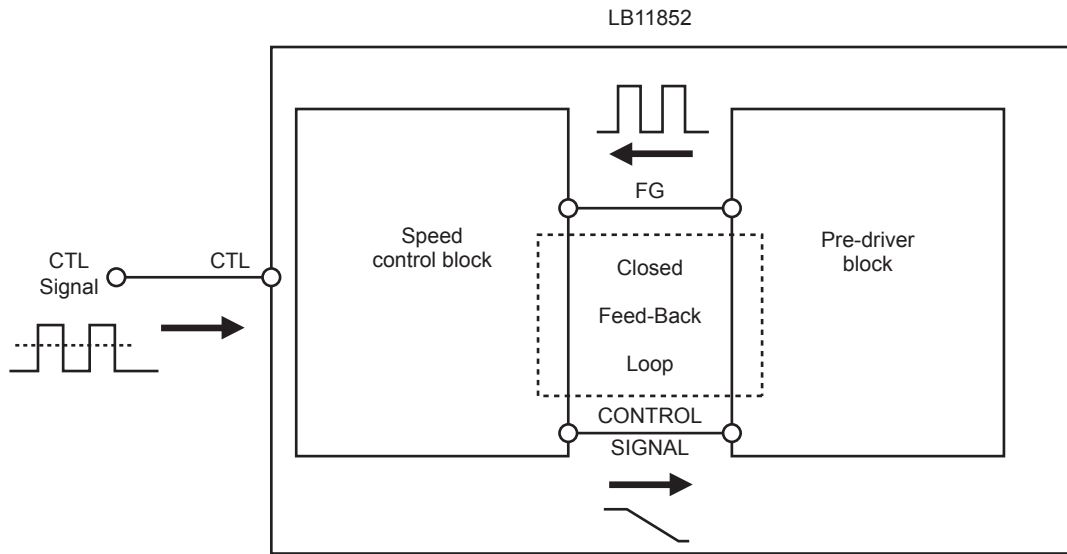 LB11852
FG
Speed
control block
Pre-driver
block
CTL
Signal
CTL
Closed
Feed-Back
Loop
CONTROL
SIGNAL